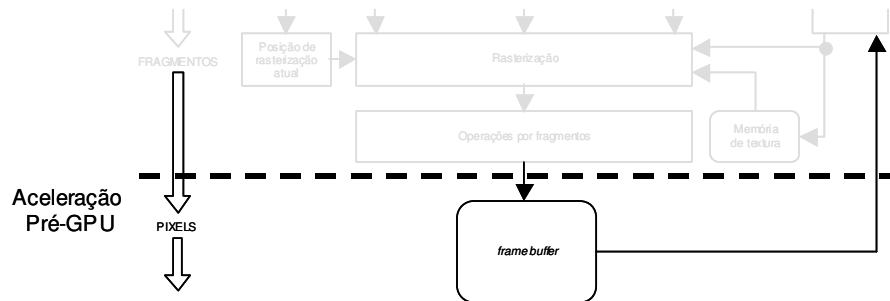 FRAGMENTOS
Posição de
rasterização
atual
Rasterização
Operações por fragmentos
Memória
de textura
Aceleração
Pré-GPU
PIXELS
frame buffer